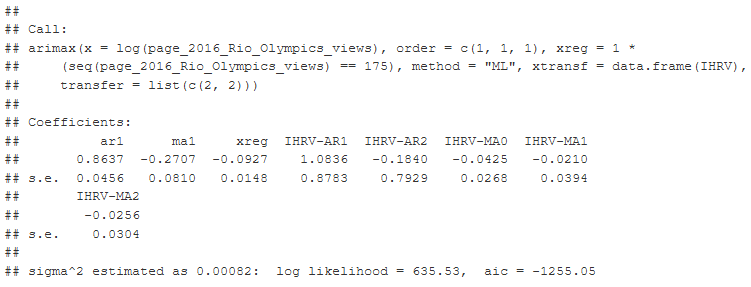 ##
## Call:
## arimax(x = log(page_2016_Rio_Olympics_views), order = c(1, 1, 1), xreg = 1 *
##     (seq(page_2016_Rio_Olympics_views) == 175), method = "ML", xtransf = data.frame(IHRV),
##     transfer = list(c(2, 2)))
##
## Coefficients:
##          ar1      ma1     xreg  IHRV-AR1  IHRV-AR2  IHRV-MA0  IHRV-MA1
##       0.8637  -0.2707  -0.0927    1.0836   -0.1840   -0.0425   -0.0210
## s.e.  0.0456   0.0810   0.0148    0.8783    0.7929    0.0268    0.0394
##       IHRV-MA2
##        -0.0256
## s.e.    0.0304
##
## sigma^2 estimated as 0.00082:  log likelihood = 635.53,  aic = -1255.05